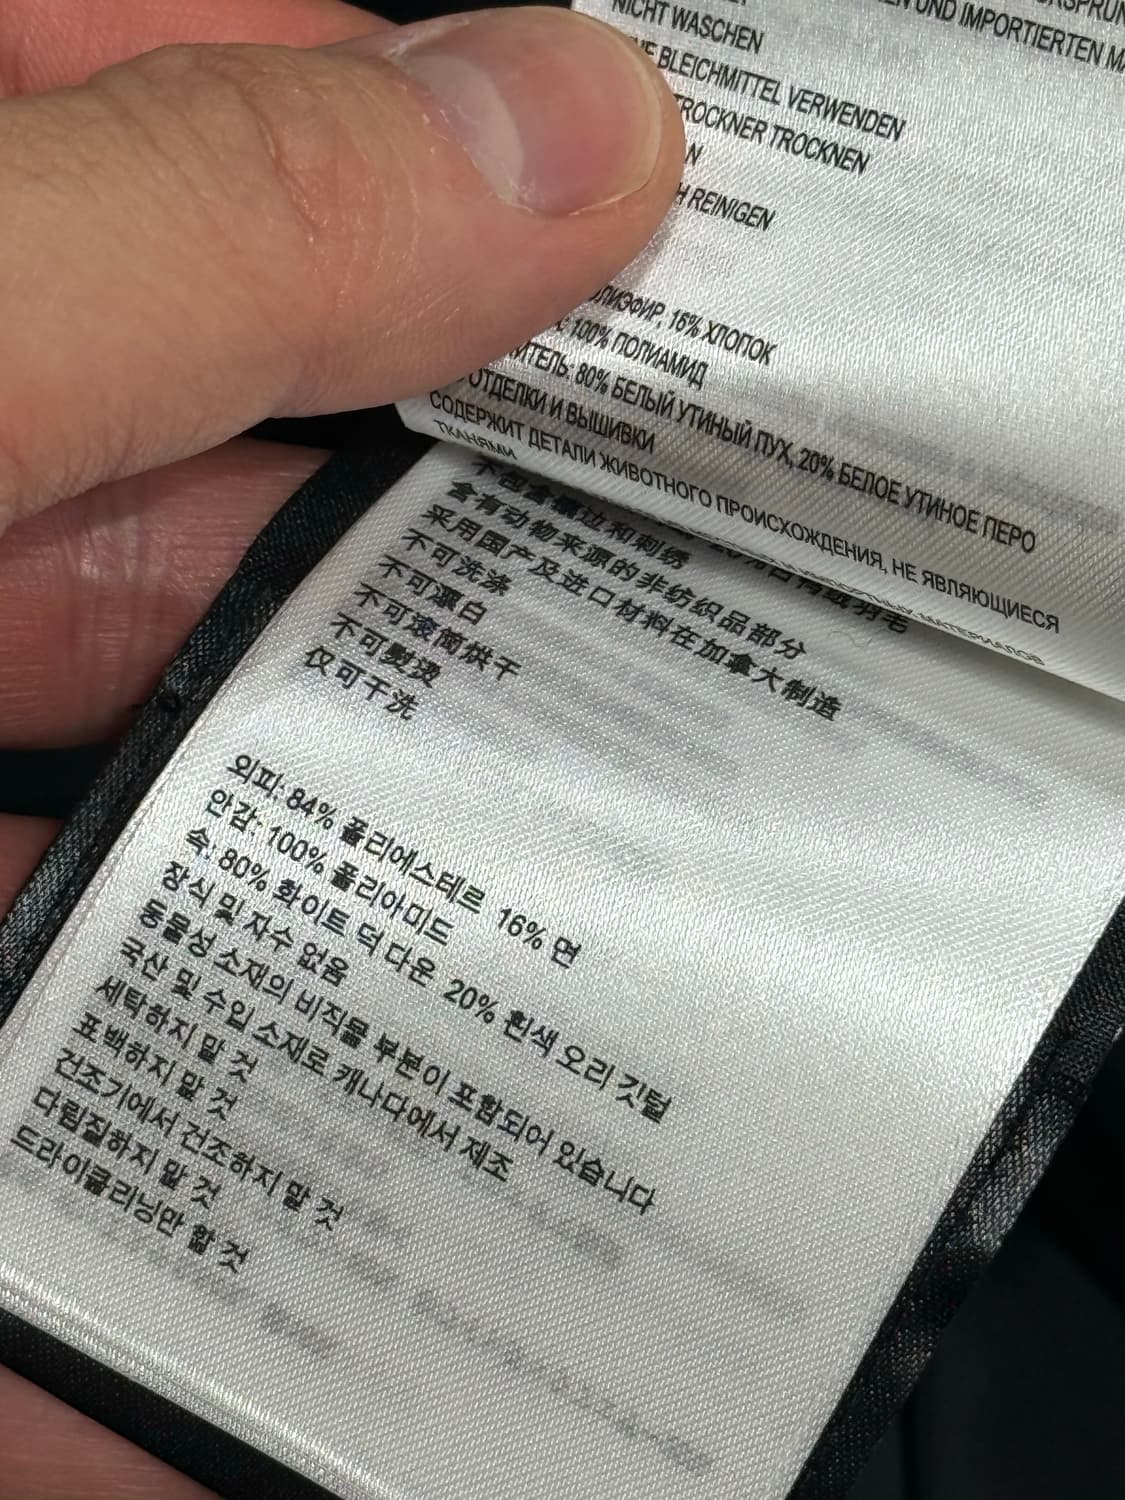 NICHT WASCHEN
BLEICHMITTEL VERWENDEN
TROCKNER TROCKNEN
REINIGEN
UND IMPORTIERTEN
16% ХЛОПОК
100% ПОЛИАМИД
80% БЕЛЫЙ УТИНЫЙ ПУХ, 20% БЕЛОЕ УТИНОЕ ПЕРО
ОТДЕЛКИ И ВЫШИВКИ
СОДЕРЖИТ ДЕТАЛИ ЖИВОТНОГО ПРОИСХОЖДЕНИЯ, НЕ ЯВЛЯЮЩИЕСЯ
ТКАНЯМИ
不包含镶边和刺绣
含有动物来源的非纺织品部分
采用国产及进口材料在加拿大制造
不可洗涤
不可漂白
不可滚筒烘干
不可熨烫
仅可干洗
외피: 84% 폴리에스테르 16% 면
안감: 100% 폴리아미드
속: 80% 화이트 덕 다운 20% 흰색 오리 깃털
장식 및 자수 없음
동물성 소재의 비직물 부분이 포함되어 있습니다
국산 및 수입 소재로 캐나다에서 제조
세탁하지 말 것
표백하지 말 것
건조기에서 건조하지 말 것
다림질하지 말 것
드라이클리닝만 할 것